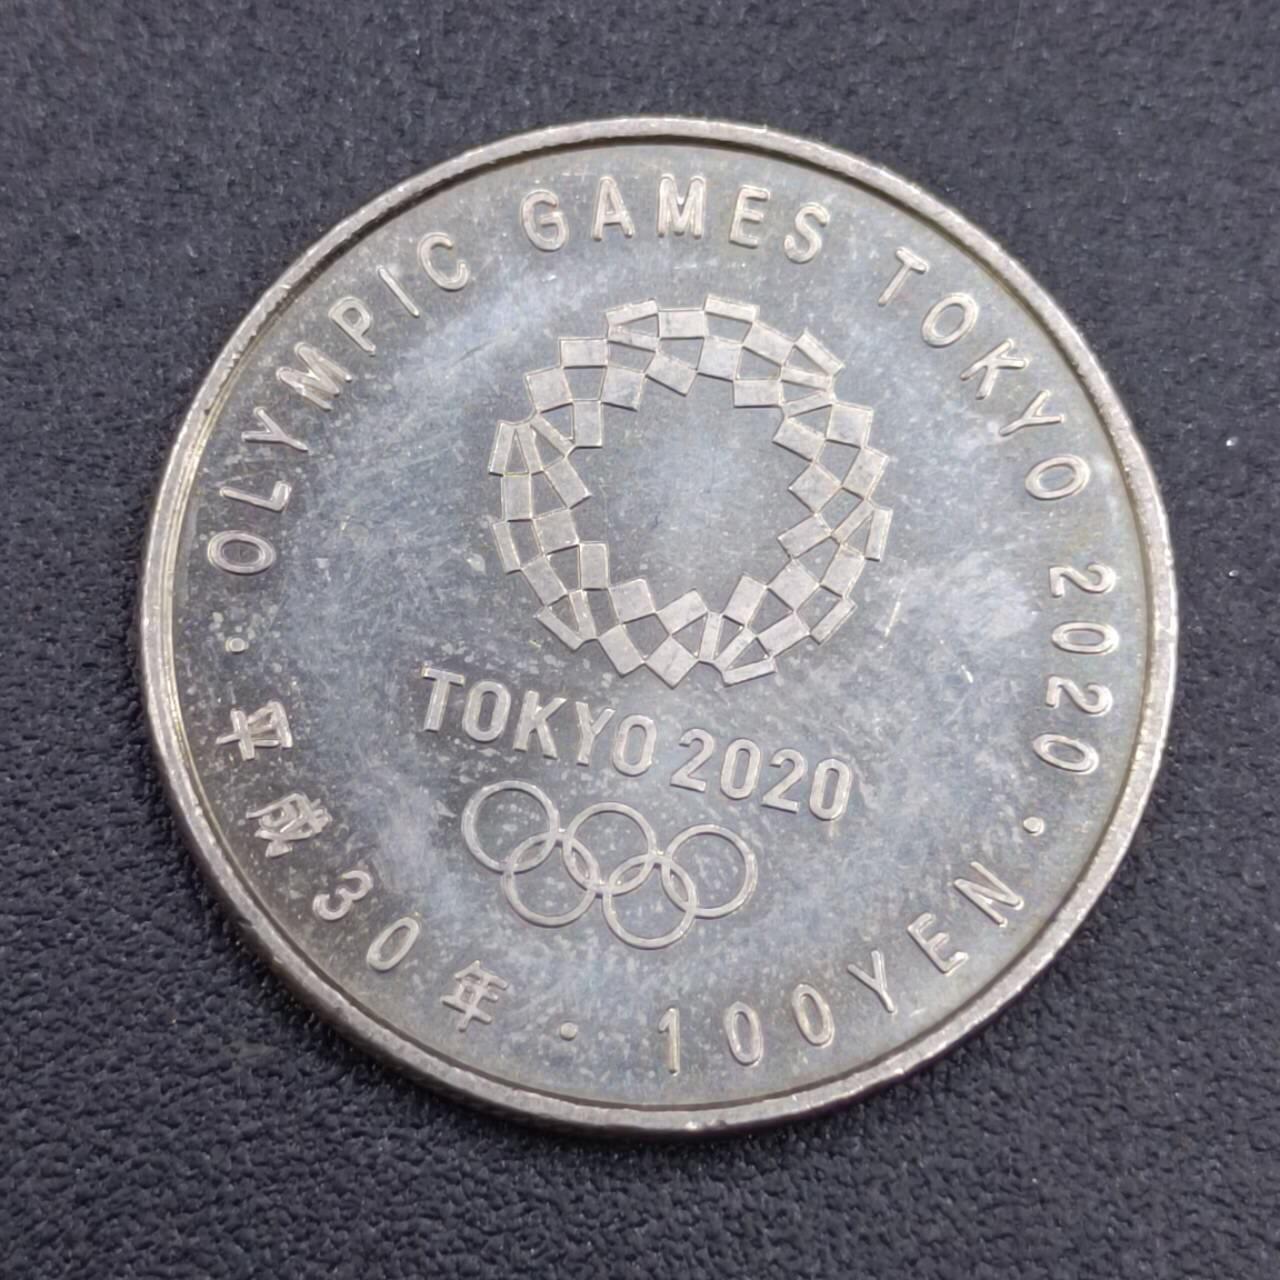 OLYMPIC GAMES TOKYO 2020
TOKYO 2020
平成30年・100YEN・